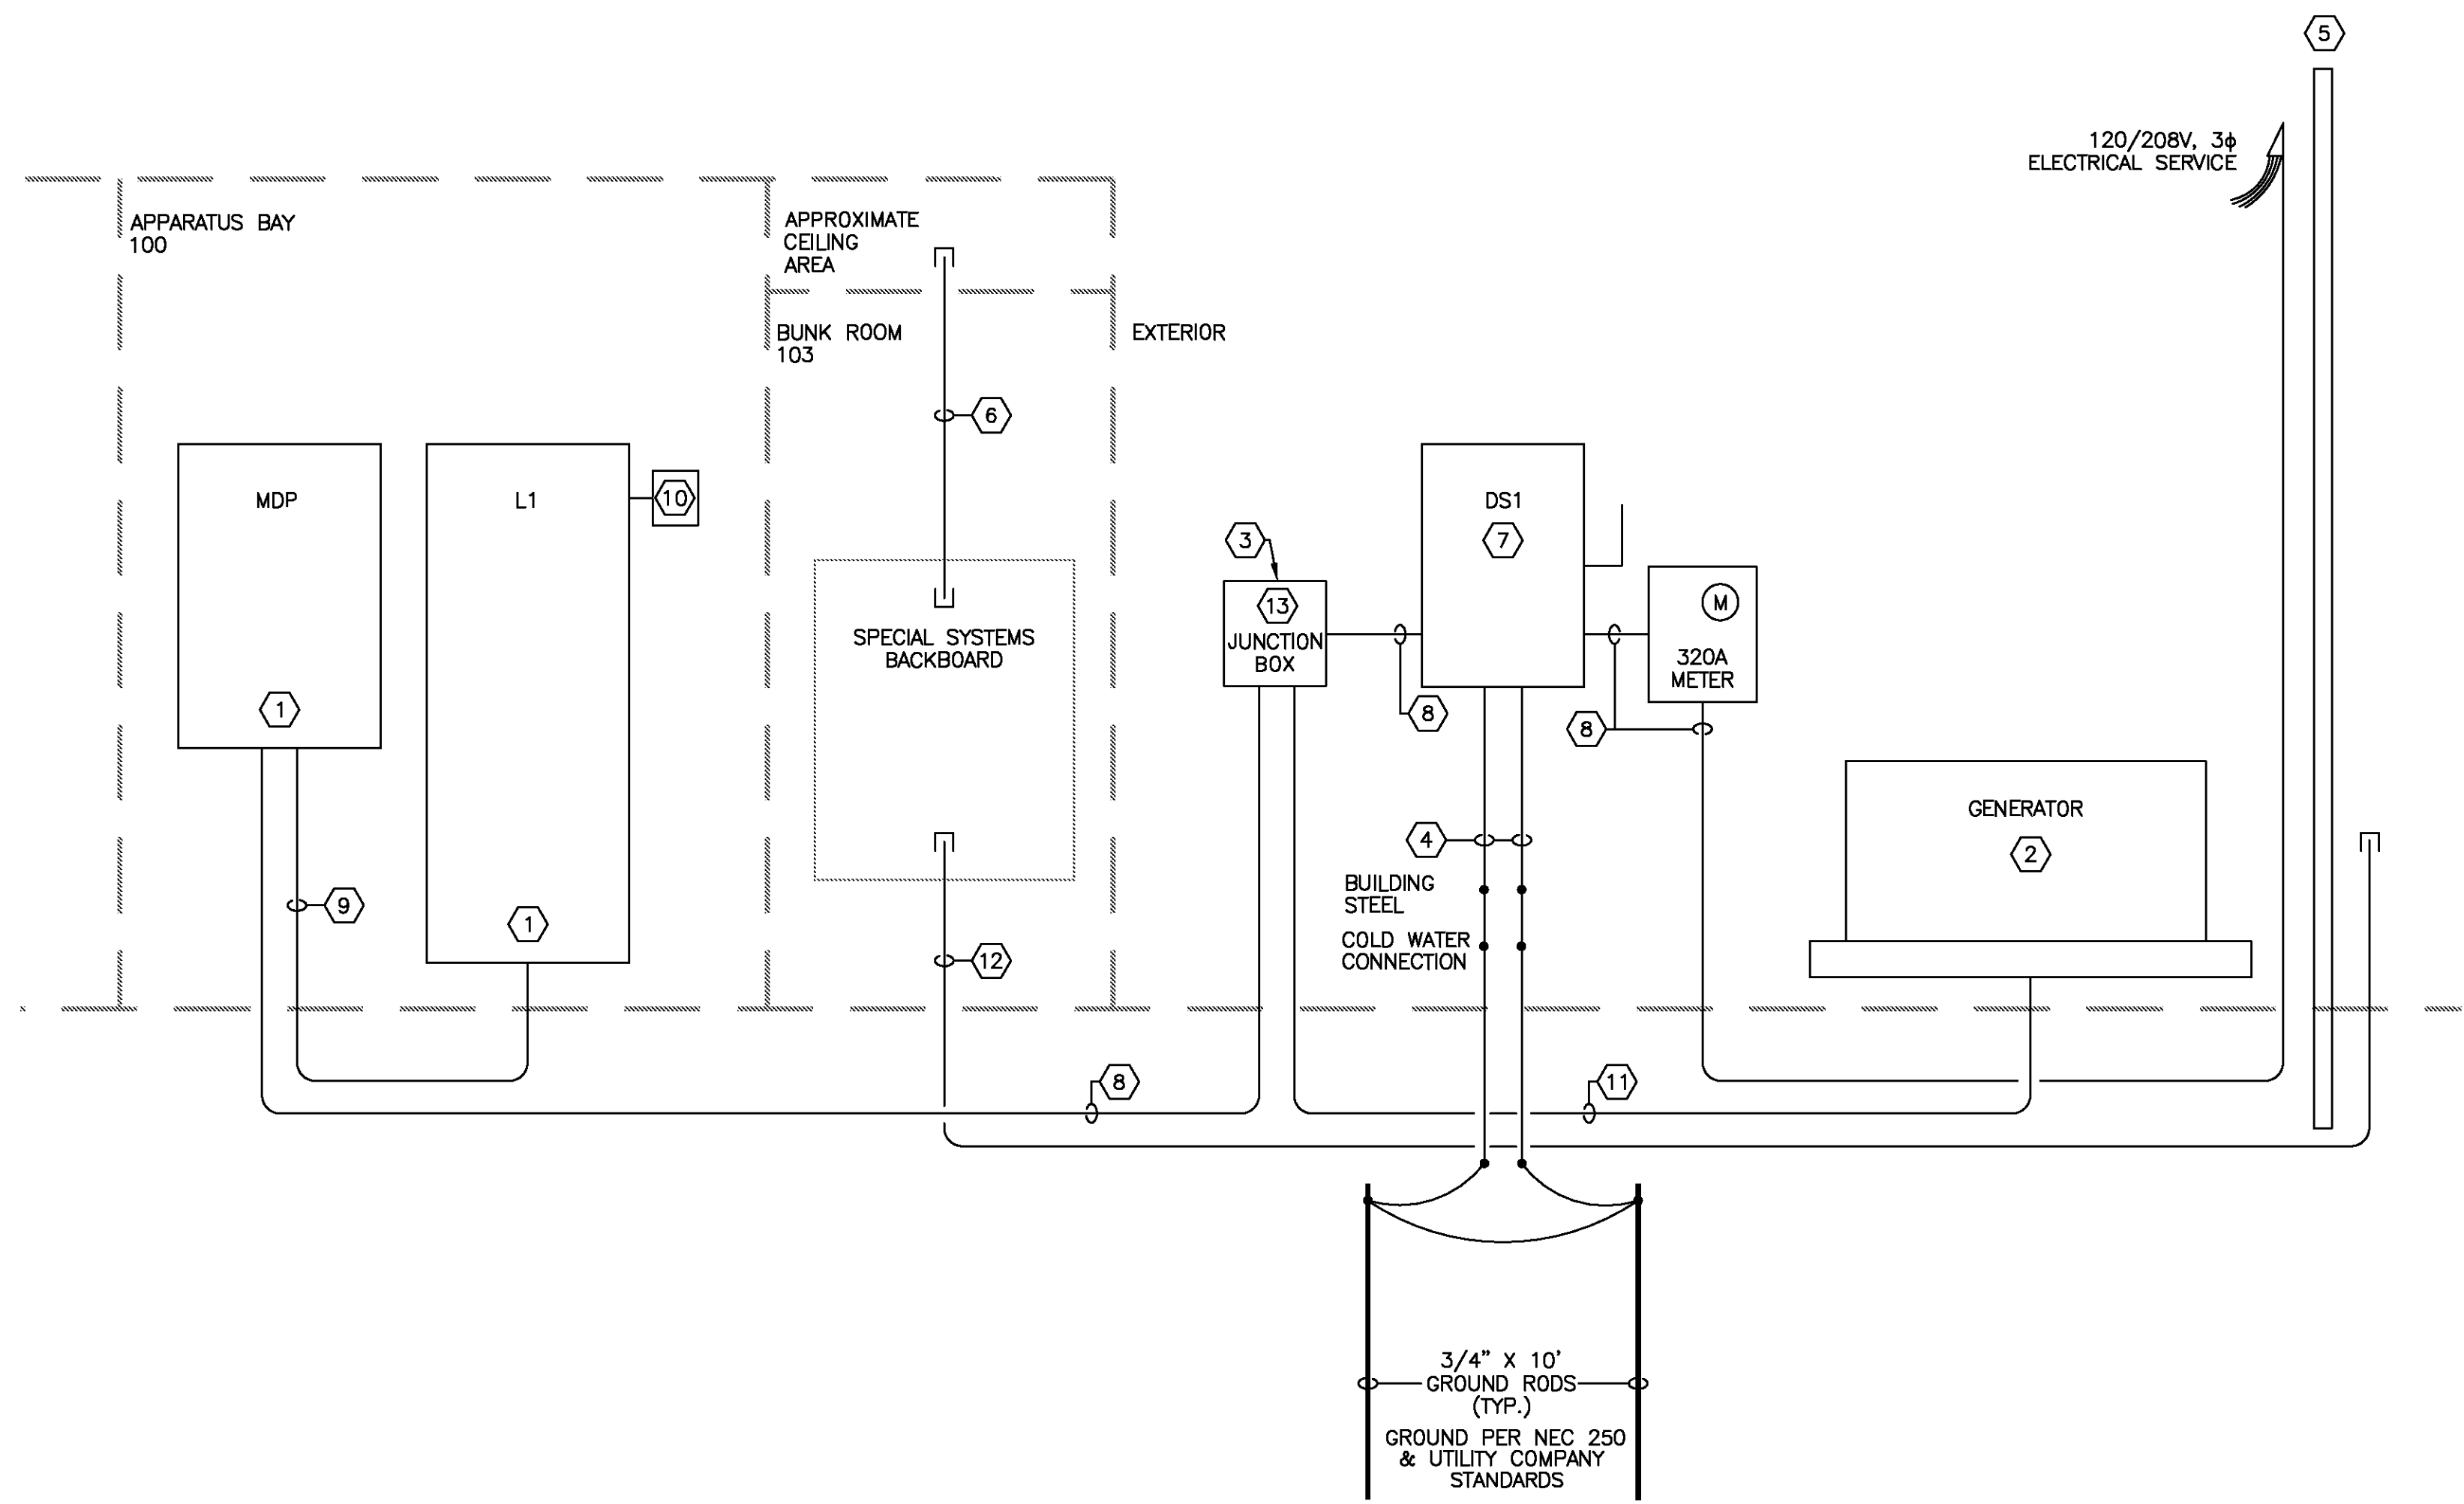 5
120/208V, 3ϕ
ELECTRICAL SERVICE
APPARATUS BAY
100
APPROXIMATE
CEILING
AREA
BUNK ROOM
103
EXTERIOR
6
MDP
1
L1
10
1
9
SPECIAL SYSTEMS
BACKBOARD
12
3
13
JUNCTION
BOX
8
DS1
7
M
320A
METER
8
4
BUILDING
STEEL
COLD WATER
CONNECTION
GENERATOR
2
8
11
3/4" X 10'
GROUND RODS
(TYP.)
GROUND PER NEC 250
& UTILITY COMPANY
STANDARDS